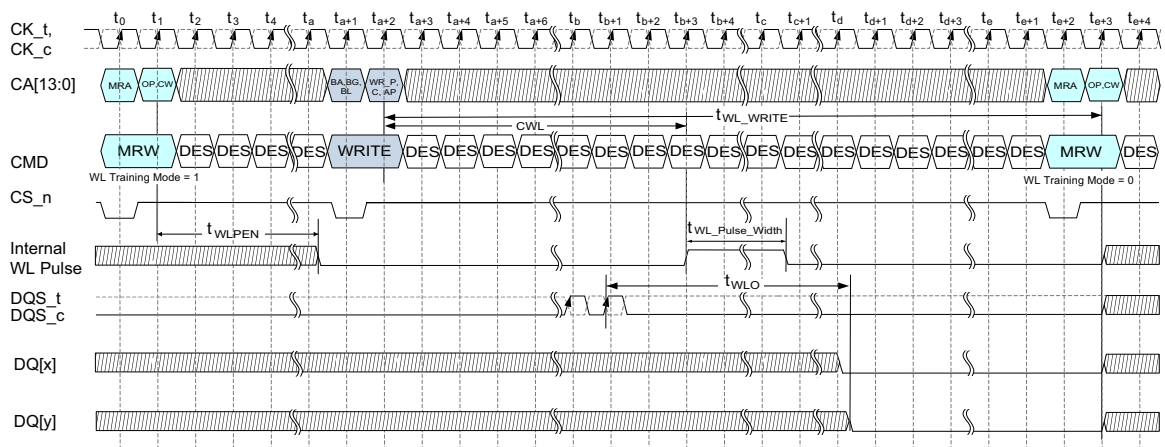 t0 t1 t2 t3 t4 ta ta+1 ta+2 ta+3 ta+4 ta+5 ta+6 tb tb+1 tb+2 tb+3 tb+4 tc tc+1 td td+1 td+2 td+3 te te+1 te+2 te+3 te+4
CK_t,
CK_c
CA[13:0] MRA OP,CW BA,BG, BL WR_P, C, AP MRA OP,CW
tWL_WRITE
CWL
CMD MRW DES DES DES DES WRITE DES DES DES DES DES DES DES DES DES DES DES DES DES DES DES DES DES MRW DES
WL Training Mode = 1 WL Training Mode = 0
CS_n
tWLPEN tWL_Pulse_Width
Internal
WL Pulse
tWLO
DQS_t
DQS_c
DQ[x]
DQ[y]